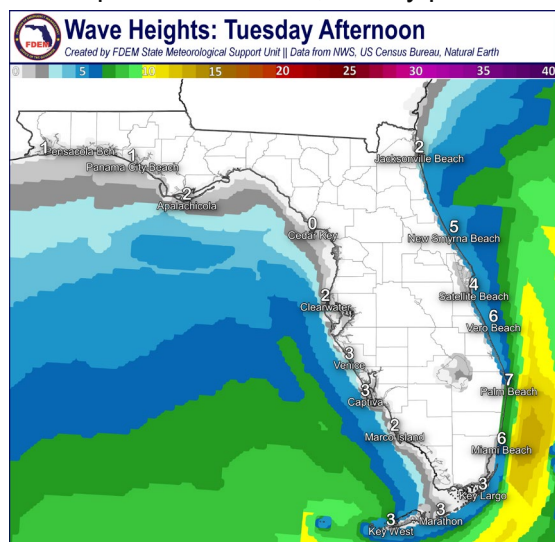 FDEM
Wave Heights: Tuesday Afternoon
Created by FDEM State Meteorological Support Unit || Data from NWS, US Census Bureau, Natural Earth
0 5 10 15 20 25 30 35 40
1 Pensacola Bch
1
Panama City Beach
2
Apalachicola
2
Jacksonville Beach
0
Cedar Key
5
New Smyrna Beach
2
Clearwater
4
Satellite Beach
6
Vero Beach
3
Venice
3
Captiva
7
Palm Beach
2
Marco Island
6
Miami Beach
3
Key Largo
3
Marathon
3
Key West